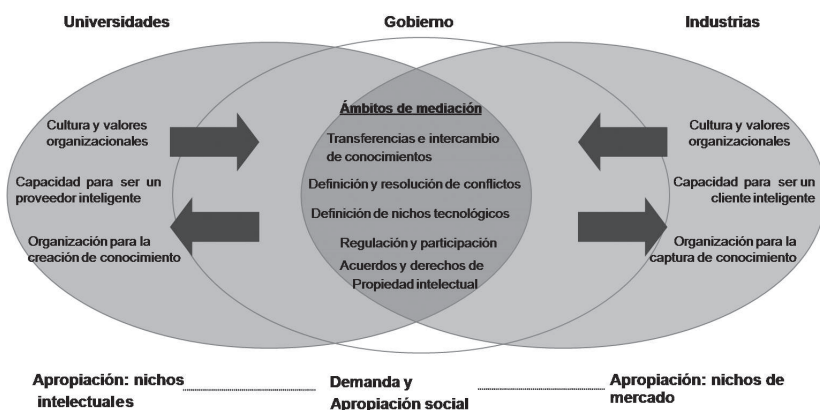 Universidades
Gobierno
Industrias
Cultura y valores
organizacionales
Capacidad para ser un
proveedor inteligente
Organización para la
creación de conocimiento
Ámbitos de mediación
Transferencias e intercambio
de conocimientos
Definición y resolución de conflictos
Definición de nichos tecnológicos
Regulación y participación
Acuerdos y derechos de
Propiedad intelectual
Cultura y valores
organizacionales
Capacidad para ser un
cliente inteligente
Organización para la
captura de conocimiento
Apropiación: nichos
intelectuales
Demanda y
Apropiación social
Apropiación: nichos de
mercado